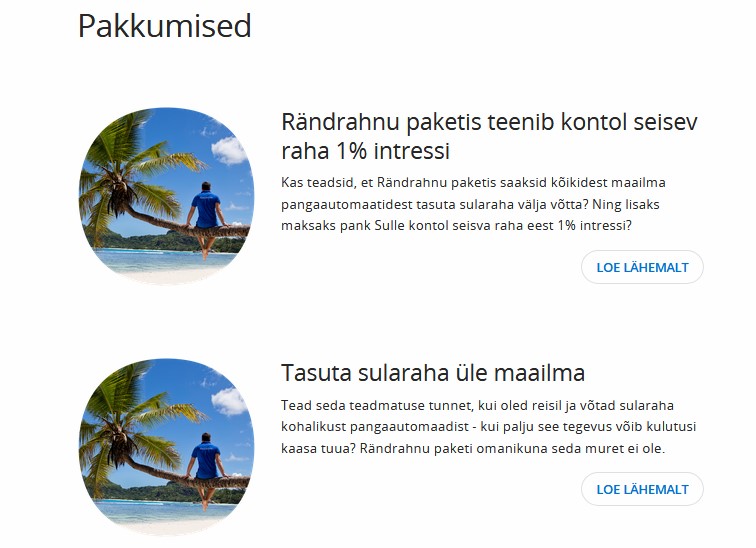 Pakkumised
Rändrahnu paketis teenib kontol seisev
raha 1% intressi
Kas teadsid, et Rändrahnu paketis saaksid kõikidest maailma
pangaautomaatidest tasuta sularaha välja võtta? Ning lisaks
maksaks pank Sulle kontol seisva raha eest 1% intressi?
LOE LÄHEMALT
Tasuta sularaha üle maailma
Tead seda teadmatuse tunnet, kui oled reisil ja võtad sularaha
kohalikust pangaautomaadist - kui palju see tegevus võib kulutusi
kaasa tuua? Rändrahnu paketi omanikuna seda muret ei ole.
LOE LÄHEMALT